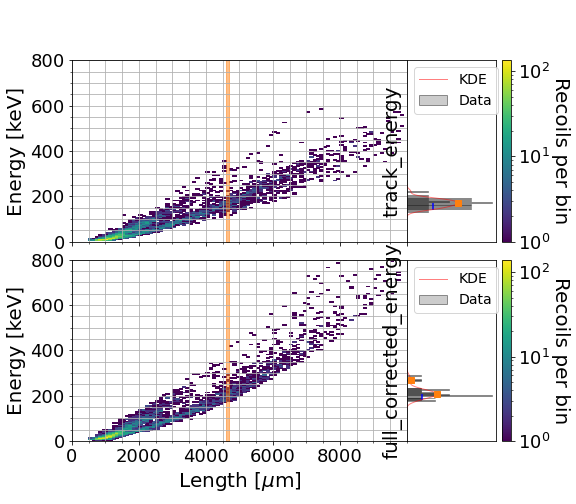 800
600
400
200
0
Energy [keV]
track_energy
KDE
Data
10²
10¹
10⁰
Recoils per bin
800
600
400
200
0
Energy [keV]
full_corrected_energy
KDE
Data
10²
10¹
10⁰
Recoils per bin
0
2000
4000
6000
8000
Length [μm]